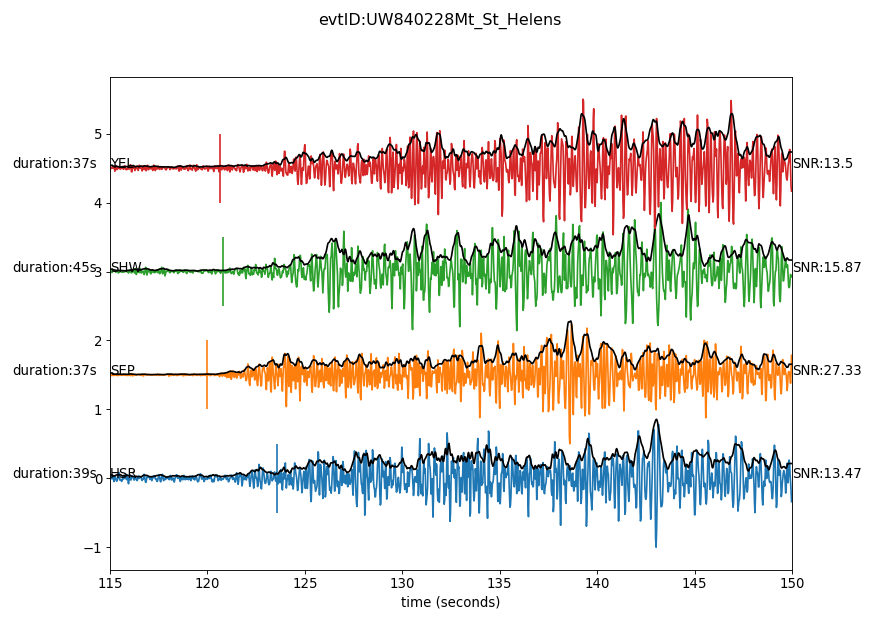 evtID:UW840228Mt_St_Helens
5
duration:37s YEL SNR:13.5
4
duration:45s SHW SNR:15.87
3
2
duration:37s SEP SNR:27.33
1
duration:39s HSR SNR:13.47
0
−1
115 120 125 130 135 140 145 150
time (seconds)